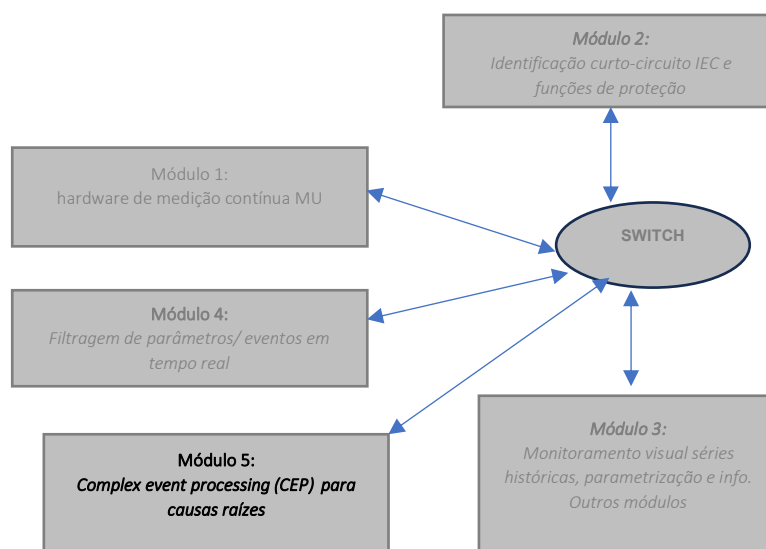 Módulo 2:
Identificação curto-circuito IEC e
funções de proteção
Módulo 1:
hardware de medição contínua MU
SWITCH
Módulo 4:
Filtragem de parâmetros/ eventos em
tempo real
Módulo 3:
Monitoramento visual séries
históricas, parametrização e info.
Outros módulos
Módulo 5:
Complex event processing (CEP) para
causas raízes